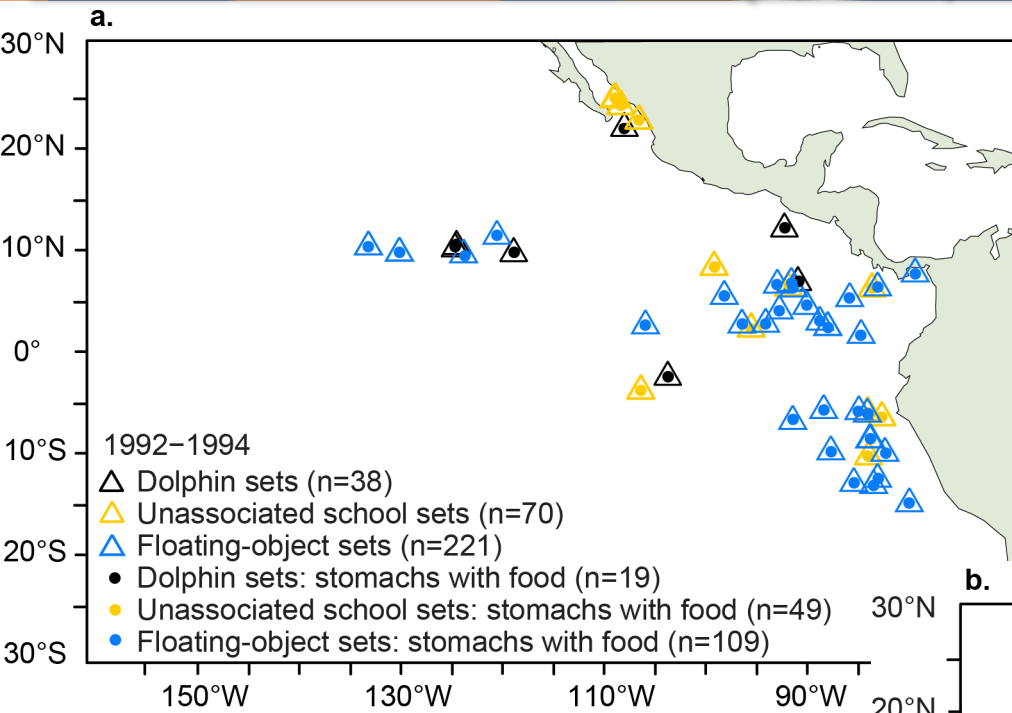 a.
30°N
20°N
10°N
0°
10°S
20°S
30°S
1992–1994
Dolphin sets (n=38)
Unassociated school sets (n=70)
Floating-object sets (n=221)
Dolphin sets: stomachs with food (n=19)
Unassociated school sets: stomachs with food (n=49)
Floating-object sets: stomachs with food (n=109)
150°W
130°W
110°W
90°W
b.
30°N
20°N